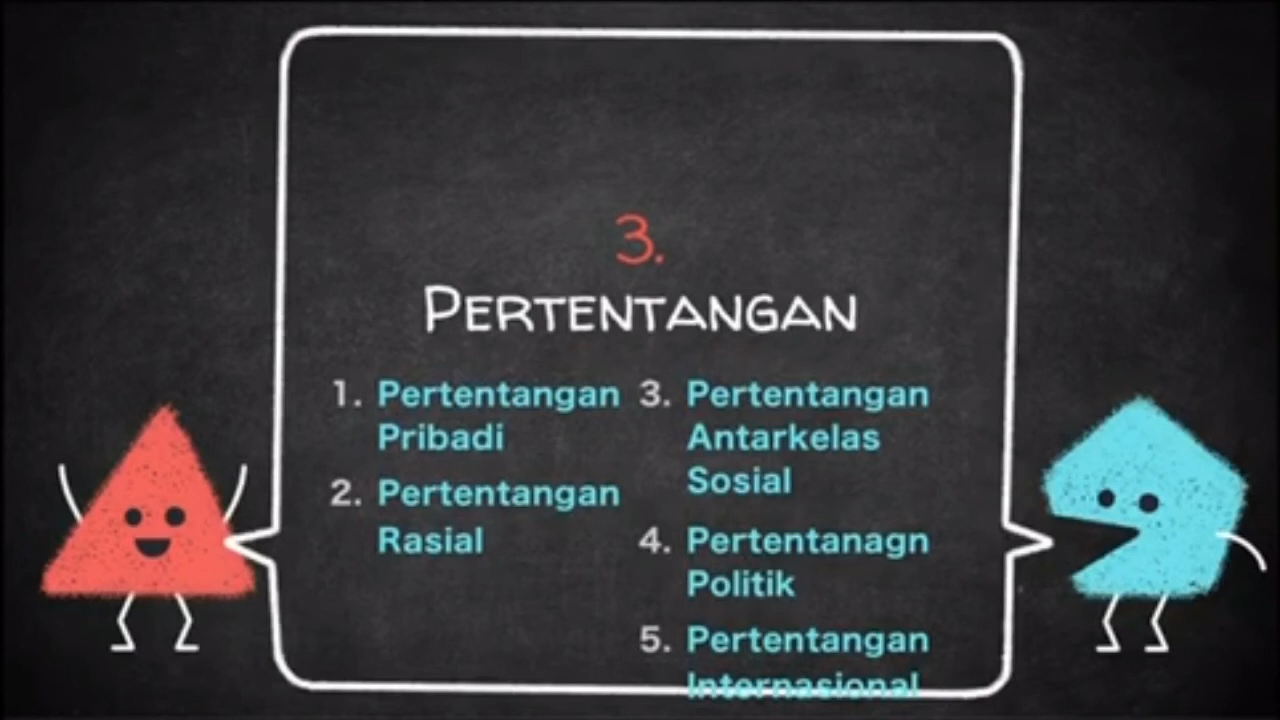 3.
PERTENTANGAN
1. Pertentangan
Pribadi
2. Pertentangan
Rasial
3. Pertentangan
Antarkelas
Sosial
4. Pertentanagn
Politik
5. Pertentangan
Internasional